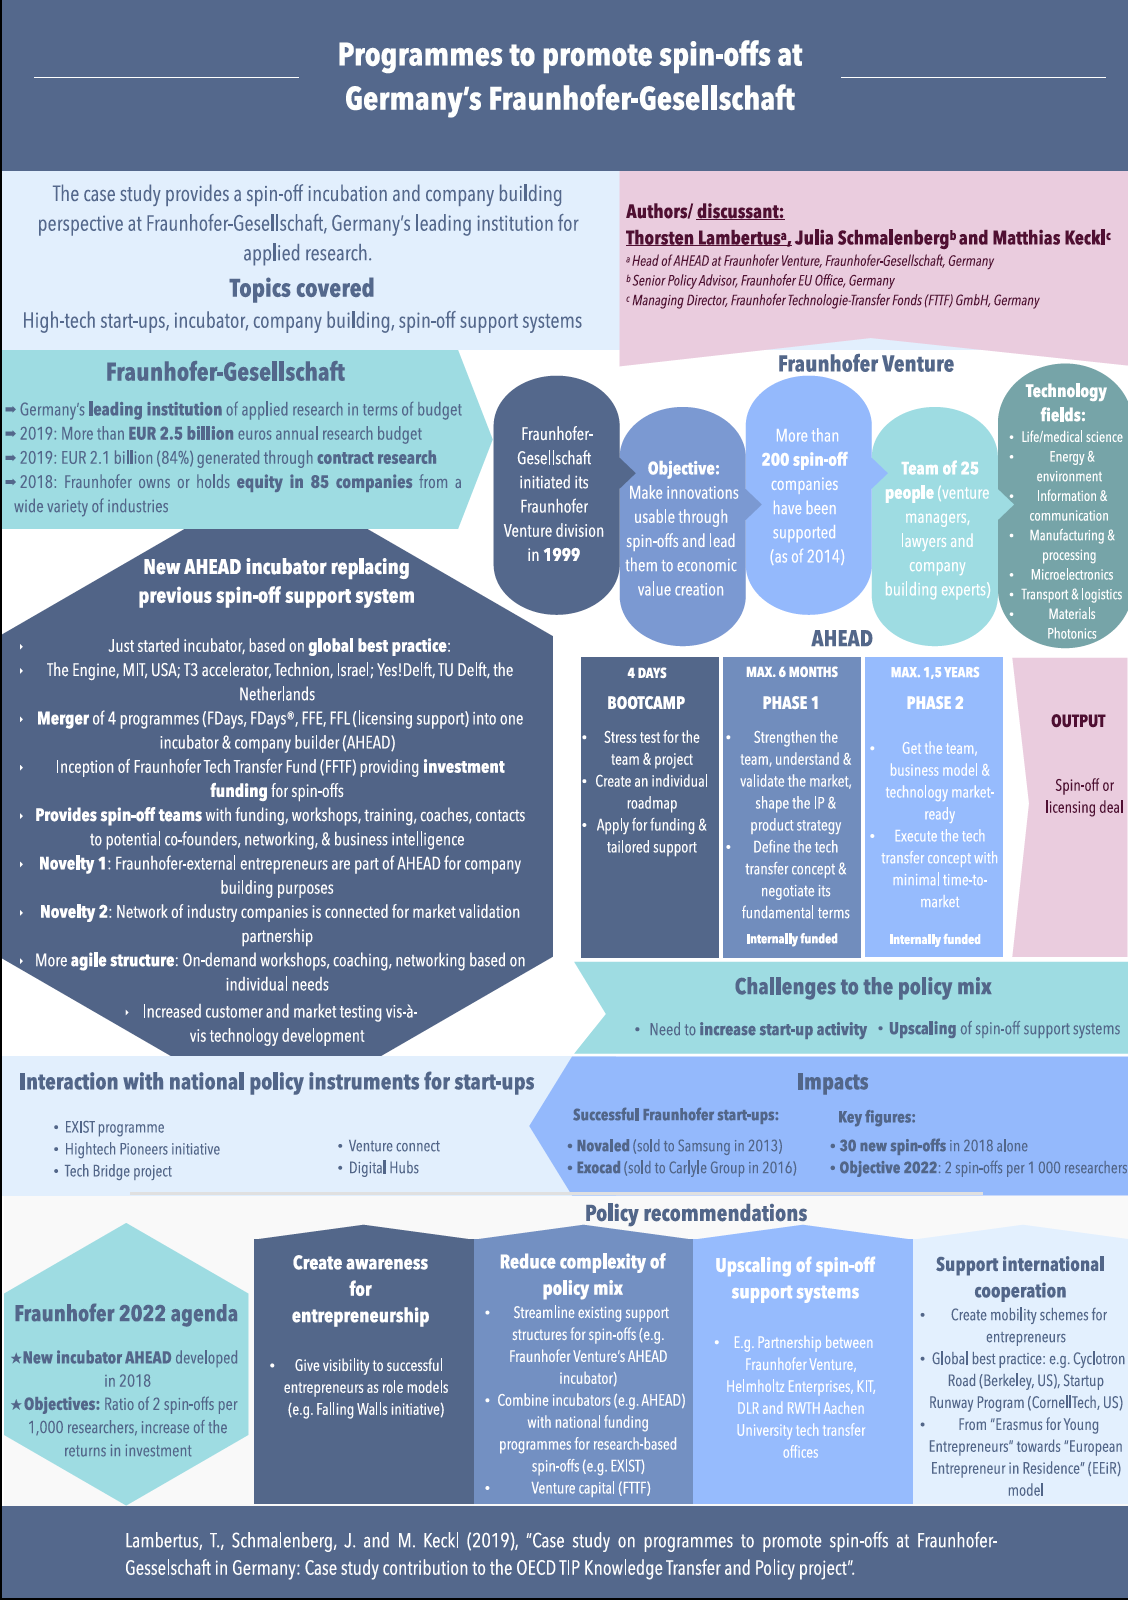 Programmes to promote spin-offs at
Germany's Fraunhofer-Gesellschaft
The case study provides a spin-off incubation and company building
perspective at Fraunhofer-Gesellschaft, Germany's leading institution for
applied research.
Topics covered
High-tech start-ups, incubator, company building, spin-off support systems
Authors/ discussant:
Thorsten Lambertusᵃ, Julia Schmalenbergᵇ and Matthias Kecklᶜ
ᵃ Head of AHEAD at Fraunhofer Venture, Fraunhofer-Gesellschaft, Germany
ᵇ Senior Policy Advisor, Fraunhofer EU Office, Germany
ᶜ Managing Director, Fraunhofer Technologie-Transfer Fonds (FTTF) GmbH, Germany
Fraunhofer-Gesellschaft
➡ Germany's leading institution of applied research in terms of budget
➡ 2019: More than EUR 2.5 billion euros annual research budget
➡ 2019: EUR 2.1 billion (84%) generated through contract research
➡ 2018: Fraunhofer owns or holds equity in 85 companies from a
wide variety of industries
Fraunhofer Venture
Fraunhofer-
Gesellschaft
initiated its
Fraunhofer
Venture division
in 1999
Objective:
Make innovations
usable through
spin-offs and lead
them to economic
value creation
More than
200 spin-off
companies
have been
supported
(as of 2014)
Team of 25
people (venture
managers,
lawyers and
company
building experts)
Technology
fields:
• Life/medical science
• Energy &
environment
• Information &
communication
• Manufacturing &
processing
• Microelectronics
• Transport & logistics
• Materials
Photonics
New AHEAD incubator replacing
previous spin-off support system
‣ Just started incubator, based on global best practice:
‣ The Engine, MIT, USA; T3 accelerator, Technion, Israel; Yes!Delft, TU Delft, the
Netherlands
‣ Merger of 4 programmes (FDays, FDays®, FFE, FFL (licensing support) into one
incubator & company builder (AHEAD)
‣ Inception of Fraunhofer Tech Transfer Fund (FFTF) providing investment
funding for spin-offs
‣ Provides spin-off teams with funding, workshops, training, coaches, contacts
to potential co-founders, networking, & business intelligence
‣ Novelty 1: Fraunhofer-external entrepreneurs are part of AHEAD for company
building purposes
‣ Novelty 2: Network of industry companies is connected for market validation
partnership
‣ More agile structure: On-demand workshops, coaching, networking based on
individual needs
‣ Increased customer and market testing vis-à-
vis technology development
AHEAD
4 DAYS
BOOTCAMP
• Stress test for the
team & project
• Create an individual
roadmap
• Apply for funding &
tailored support
MAX. 6 MONTHS
PHASE 1
• Strengthen the
team, understand &
validate the market,
shape the IP &
product strategy
• Define the tech
transfer concept &
negotiate its
fundamental terms
Internally funded
MAX. 1,5 YEARS
PHASE 2
• Get the team,
business model &
technology market-
ready
• Execute the tech
transfer concept with
minimal time-to-
market
Internally funded
OUTPUT
Spin-off or
licensing deal
Challenges to the policy mix
• Need to increase start-up activity • Upscaling of spin-off support systems
Interaction with national policy instruments for start-ups
• EXIST programme
• Hightech Pioneers initiative
• Tech Bridge project
• Venture connect
• Digital Hubs
Impacts
Successful Fraunhofer start-ups:
• Novaled (sold to Samsung in 2013)
• Exocad (sold to Carlyle Group in 2016)
Key figures:
• 30 new spin-offs in 2018 alone
• Objective 2022: 2 spin-offs per 1 000 researchers
Policy recommendations
Fraunhofer 2022 agenda
★New incubator AHEAD developed
in 2018
★Objectives: Ratio of 2 spin-offs per
1,000 researchers, increase of the
returns in investment
Create awareness
for
entrepreneurship
• Give visibility to successful
entrepreneurs as role models
(e.g. Falling Walls initiative)
Reduce complexity of
policy mix
• Streamline existing support
structures for spin-offs (e.g.
Fraunhofer Venture's AHEAD
incubator)
• Combine incubators (e.g. AHEAD)
with national funding
programmes for research-based
spin-offs (e.g. EXIST)
• Venture capital (FTTF)
Upscaling of spin-off
support systems
• E.g. Partnership between
Fraunhofer Venture,
Helmholtz Enterprises, KIT,
DLR and RWTH Aachen
University tech transfer
offices
Support international
cooperation
• Create mobility schemes for
entrepreneurs
• Global best practice: e.g. Cyclotron
Road (Berkeley, US), Startup
Runway Program (CornellTech, US)
• From "Erasmus for Young
Entrepreneurs" towards "European
Entrepreneur in Residence" (EEiR)
model
Lambertus, T., Schmalenberg, J. and M. Keckl (2019), "Case study on programmes to promote spin-offs at Fraunhofer-
Gesselschaft in Germany: Case study contribution to the OECD TIP Knowledge Transfer and Policy project".